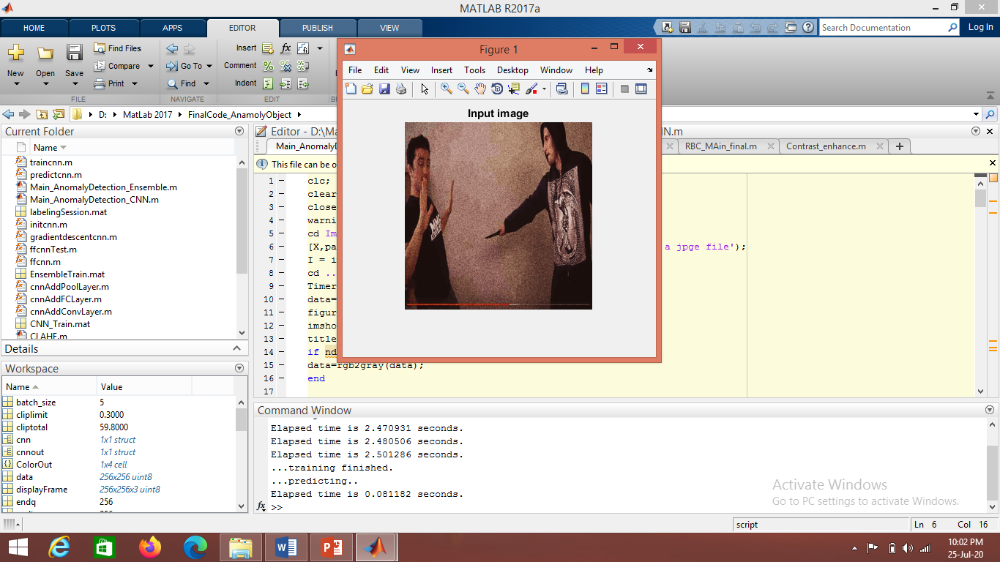 MATLAB R2017a
HOME PLOTS APPS EDITOR PUBLISH VIEW
Search Documentation
Log In
New Open Save
Find Files
Compare
Print
Go To
Find
Insert
Comment
Indent
FILE NAVIGATE EDIT
D: MatLab 2017 FinalCode_AnamolyObject
Current Folder
Name
traincnn.m
predictcnn.m
Main_AnomalyDetection_Ensemble.m
Main_AnomalyDetection_CNN.m
labelingSession.mat
initcnn.m
gradientdescentcnn.m
ffcnnTest.m
ffcnn.m
EnsembleTrain.mat
cnnAddPoolLayer.m
cnnAddFCLayer.m
cnnAddConvLayer.m
CNN_Train.mat
CLAHE.m
Details
Workspace
Name Value
batch_size 5
cliplimit 0.3000
cliptotal 59.8000
cnn 1x1 struct
cnnout 1x1 struct
ColorOut 1x4 cell
data 256x256 uint8
displayFrame 256x256x3 uint8
endq 256
Editor - D:\Ma
IN.m
Main_Anomaly
RBC_MAin_final.m
Contrast_enhance.m
This file can be o
1 clc;
2 clear
3 close
4 warni
5 cd Im
6 [X,pa a jpge file');
7 I = i
8 cd ..
9 Timer
10 data=
11 figur
12 imsho
13 title
14 if nd
15 data=rgb2gray(data);
16 end
17
Figure 1
File Edit View Insert Tools Desktop Window Help
Input image
Command Window
Elapsed time is 2.470931 seconds.
Elapsed time is 2.480506 seconds.
Elapsed time is 2.501286 seconds.
...training finished.
...predicting..
Elapsed time is 0.081182 seconds.
fx >>
Activate Windows
Go to PC settings to activate Windows.
script
Ln 6 Col 16
10:02 PM
25-Jul-20